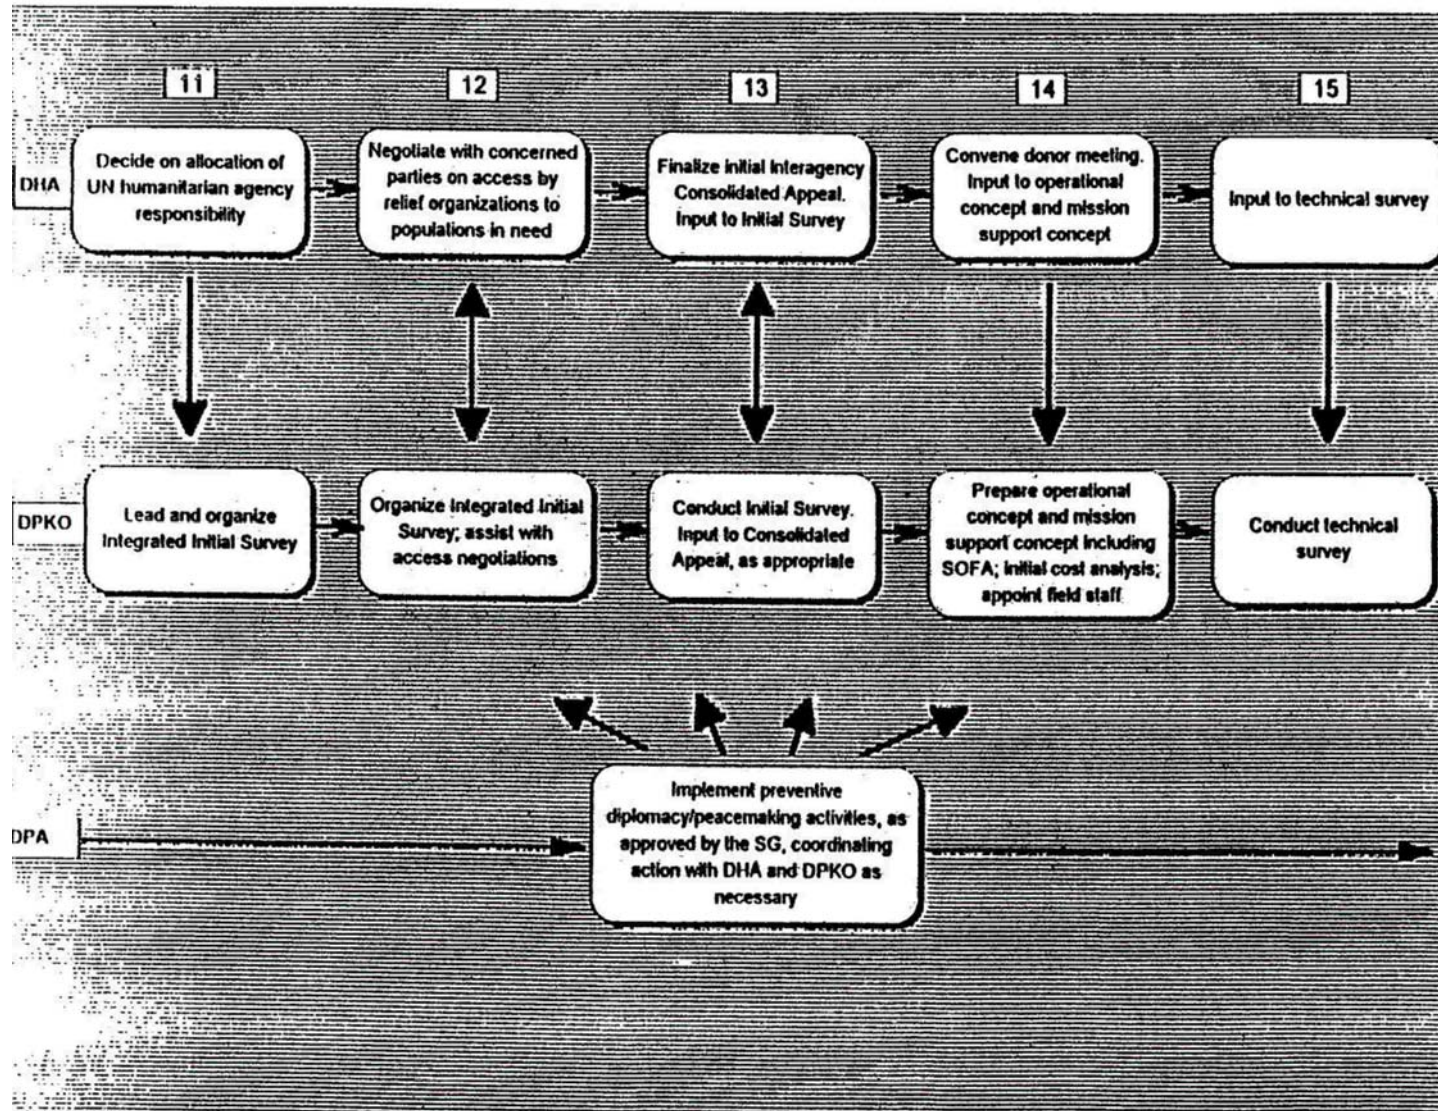 11
12
13
14
15
DHA
Decide on allocation of
UN humanitarian agency
responsibility
Negotiate with concerned
parties on access by
relief organizations to
populations in need
Finalize initial Interagency
Consolidated Appeal.
Input to Initial Survey
Convene donor meeting.
Input to operational
concept and mission
support concept
Input to technical survey
DPKO
Lead and organize
Integrated Initial Survey
Organize Integrated Initial
Survey; assist with
access negotiations
Conduct Initial Survey.
Input to Consolidated
Appeal, as appropriate
Prepare operational
concept and mission
support concept including
SOFA; initial cost analysis;
appoint field staff
Conduct technical
survey
DPA
Implement preventive
diplomacy/peacemaking activities, as
approved by the SG, coordinating
action with DHA and DPKO as
necessary